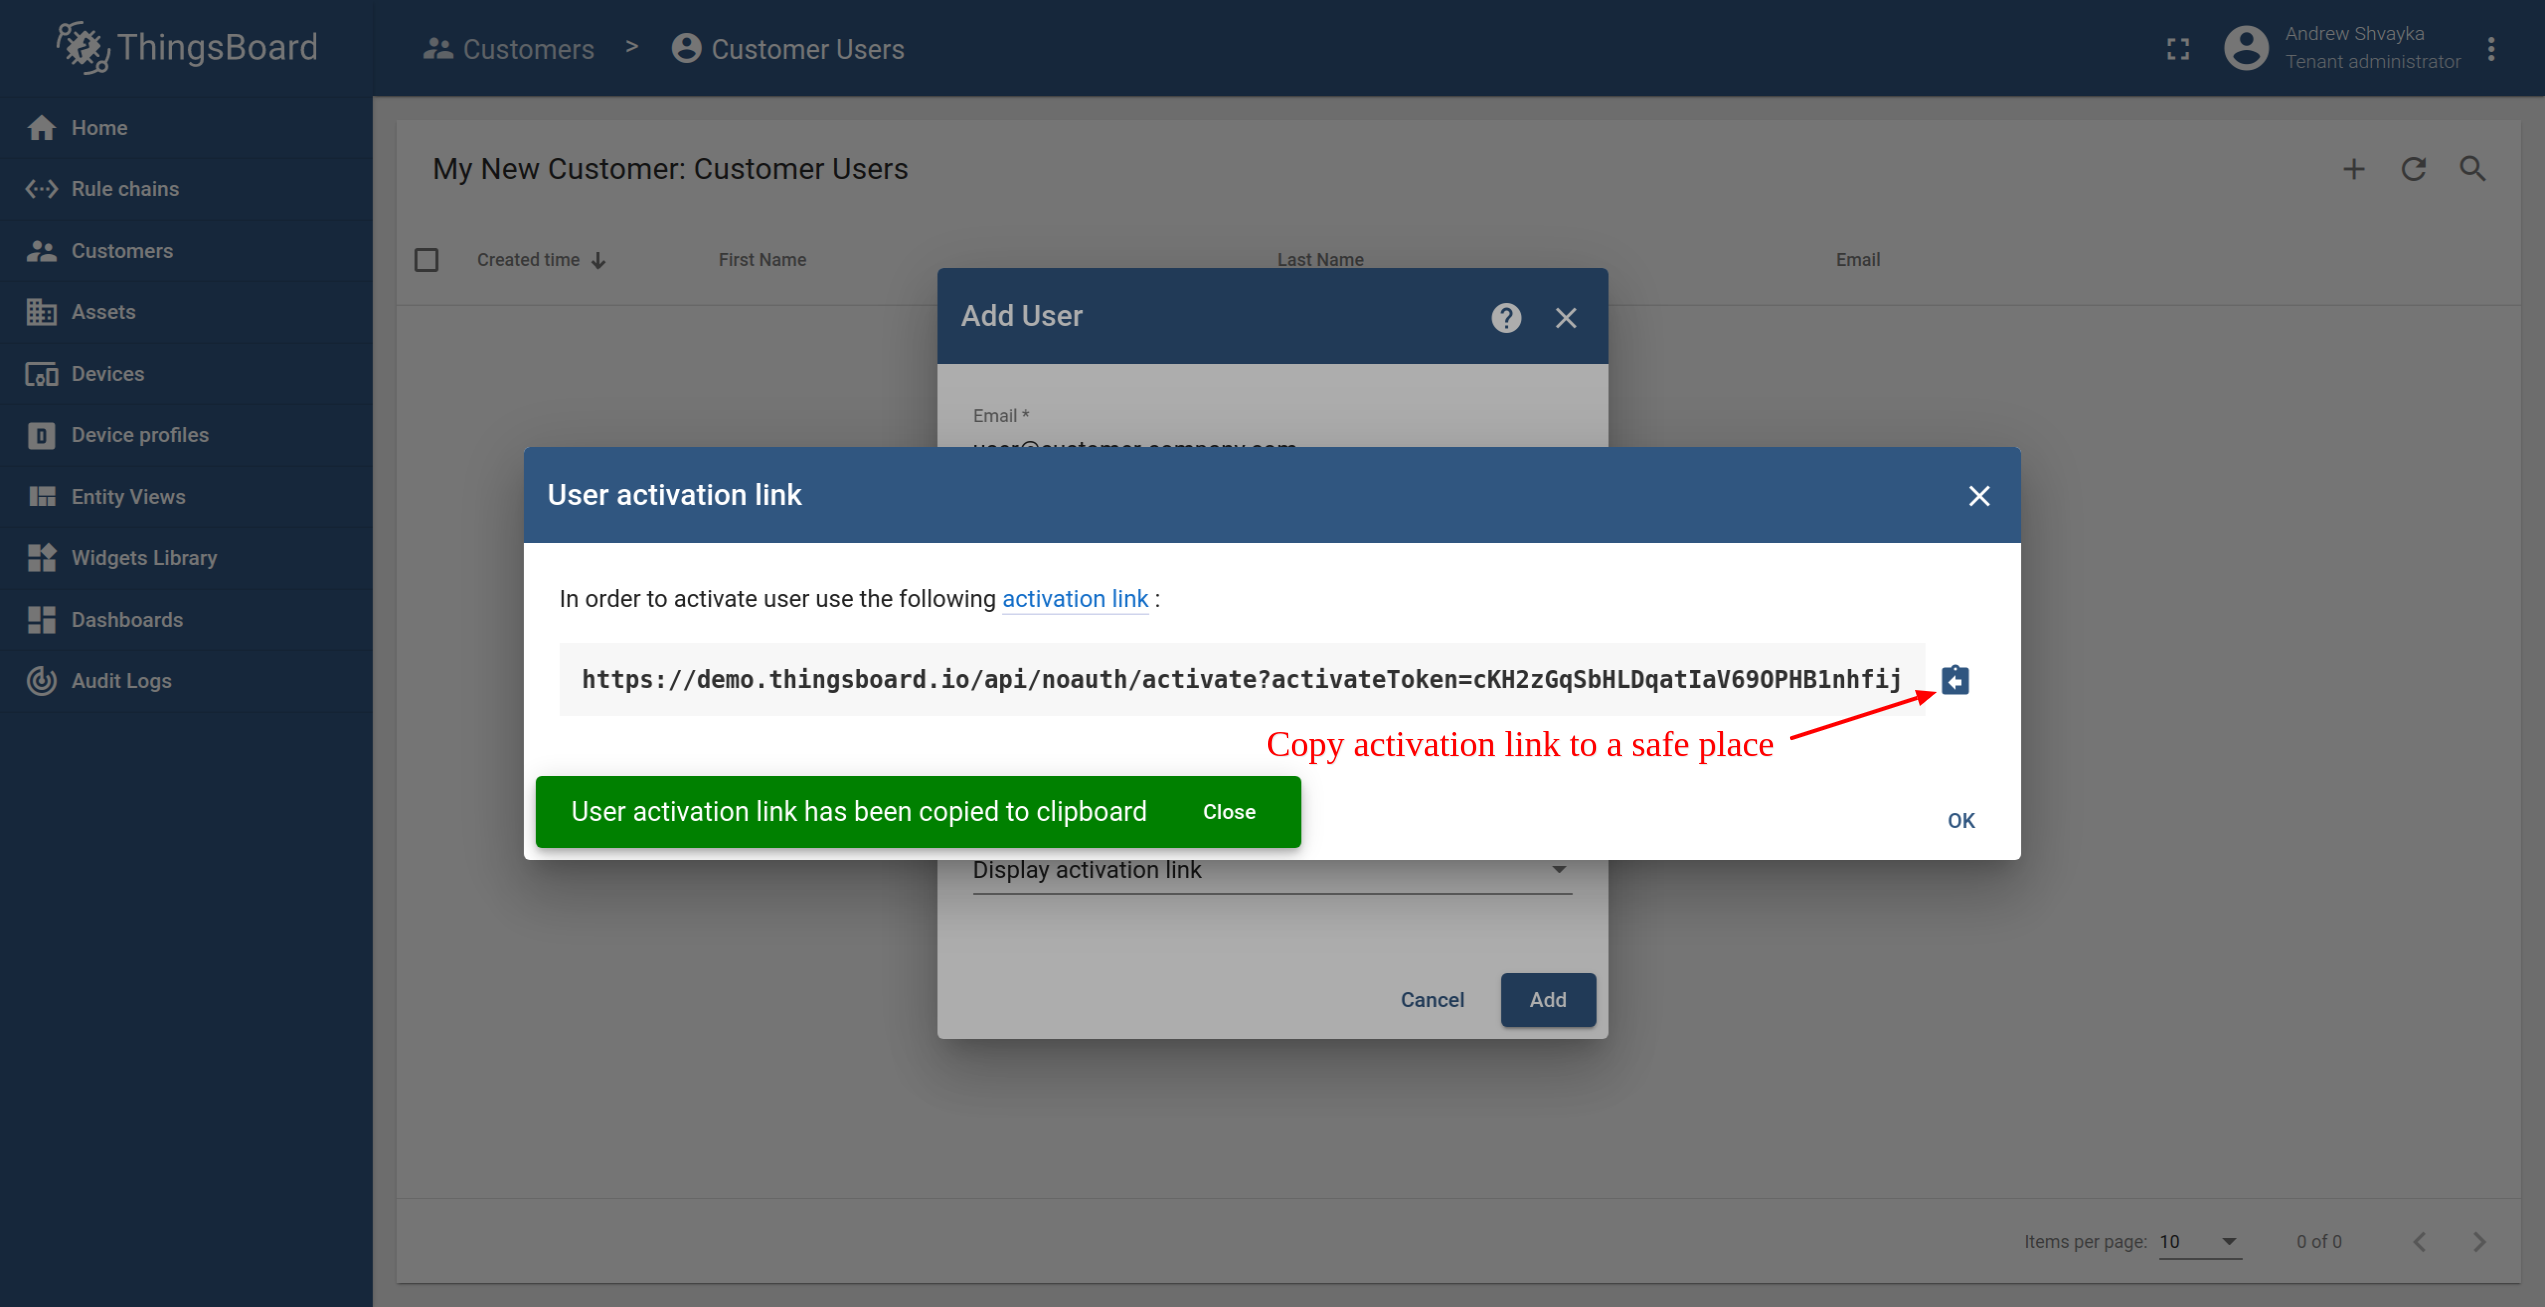 ThingsBoard
Customers > Customer Users
Andrew Shvayka
Tenant administrator
Home
Rule chains
Customers
Assets
Devices
Device profiles
Entity Views
Widgets Library
Dashboards
Audit Logs
My New Customer: Customer Users
Created time First Name Last Name Email
Add User
Email *
user@customer-company.com
User activation link
In order to activate user use the following activation link :
https://demo.thingsboard.io/api/noauth/activate?activateToken=cKH2zGqSbHLDqatIaV69OPHB1nhfij
Copy activation link to a safe place
User activation link has been copied to clipboard Close
OK
Display activation link
Cancel Add
Items per page: 10 0 of 0